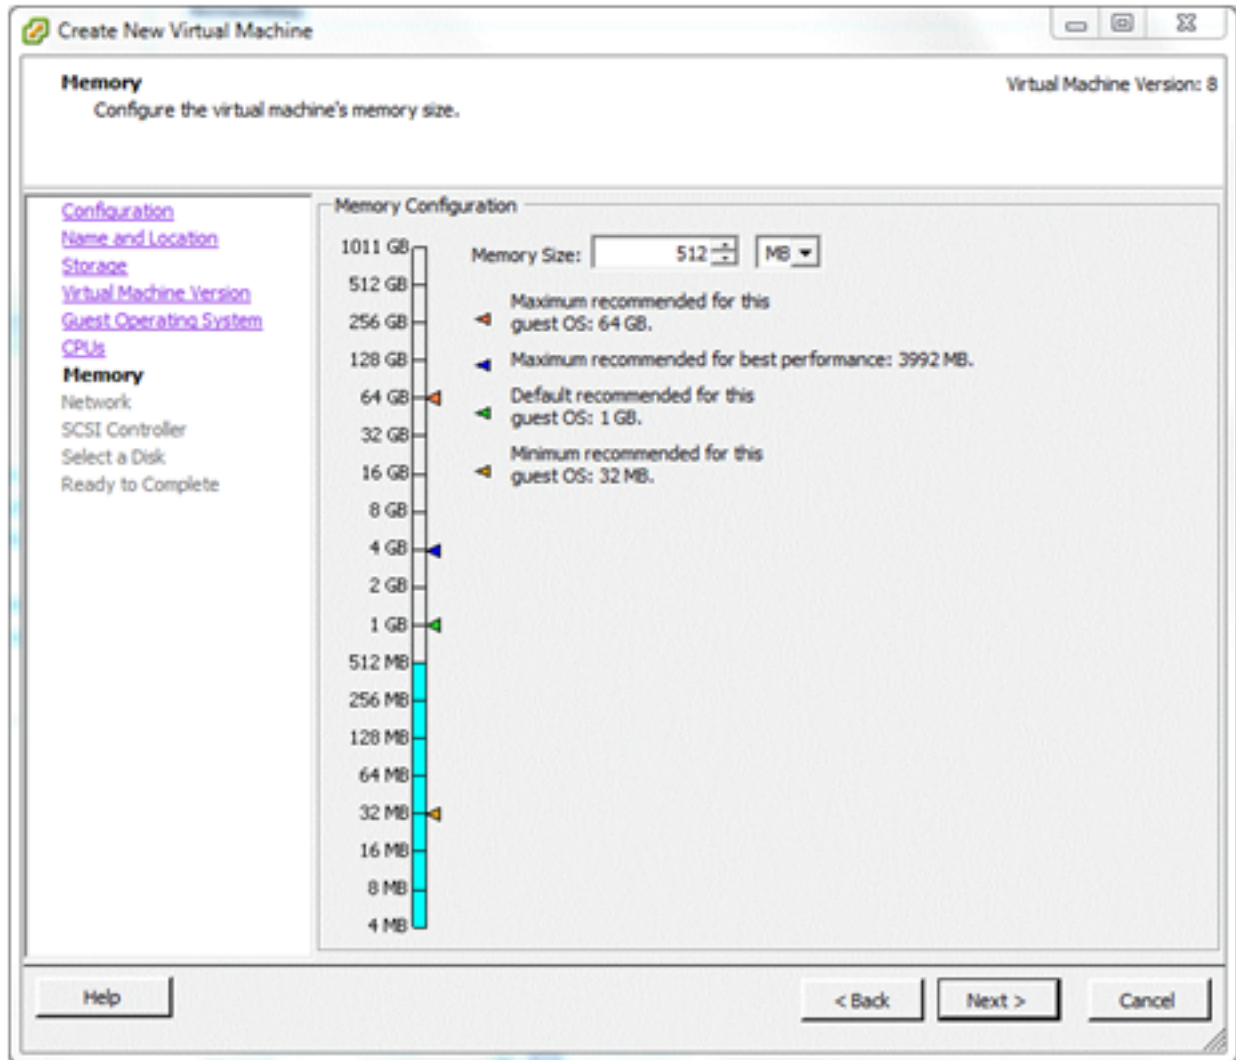 Create New Virtual Machine
Memory
Virtual Machine Version: 8
Configure the virtual machine's memory size.
Configuration
Name and Location
Storage
Virtual Machine Version
Guest Operating System
CPUs
Memory
Network
SCSI Controller
Select a Disk
Ready to Complete
Memory Configuration
1011 GB
512 GB
256 GB
128 GB
64 GB
32 GB
16 GB
8 GB
4 GB
2 GB
1 GB
512 MB
256 MB
128 MB
64 MB
32 MB
16 MB
8 MB
4 MB
Memory Size: 512 MB
Maximum recommended for this
guest OS: 64 GB.
Maximum recommended for best performance: 3992 MB.
Default recommended for this
guest OS: 1 GB.
Minimum recommended for this
guest OS: 32 MB.
Help
< Back
Next >
Cancel